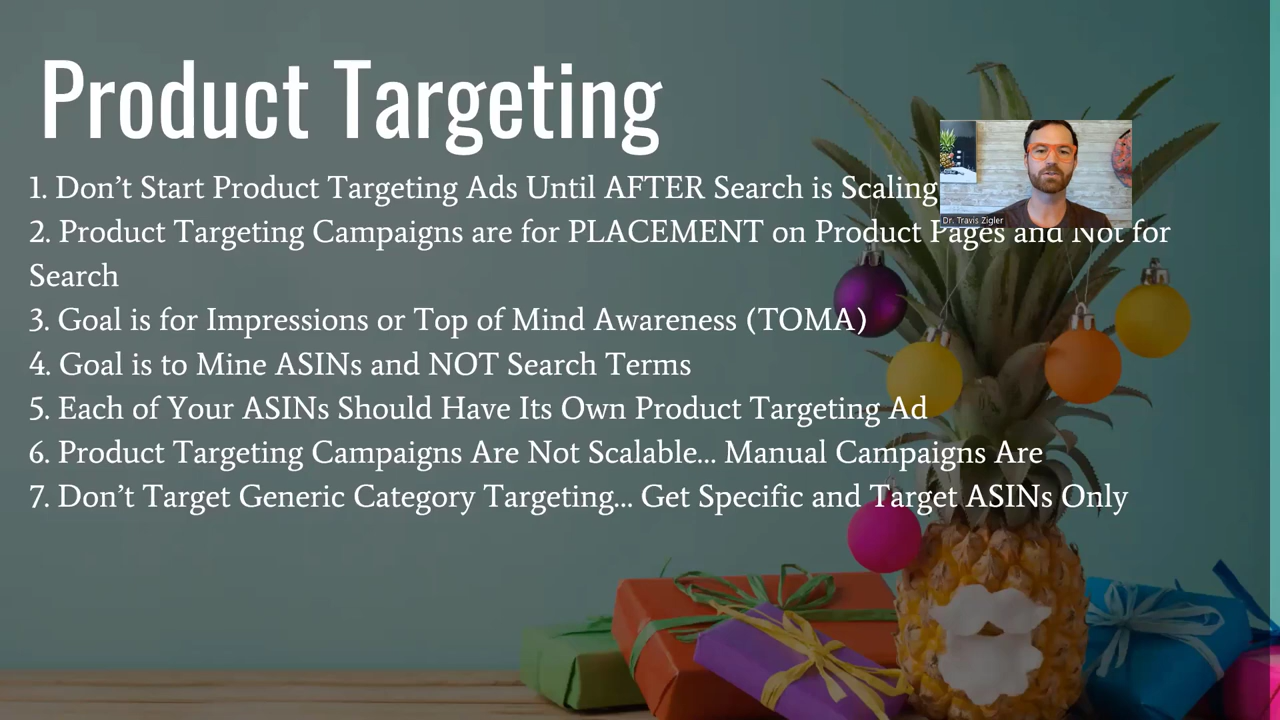 Product Targeting
1. Don’t Start Product Targeting Ads Until AFTER Search is Scaling
Dr. Travis Zigler
2. Product Targeting Campaigns are for PLACEMENT on Product Pages and Not for
Search
3. Goal is for Impressions or Top of Mind Awareness (TOMA)
4. Goal is to Mine ASINs and NOT Search Terms
5. Each of Your ASINs Should Have Its Own Product Targeting Ad
6. Product Targeting Campaigns Are Not Scalable... Manual Campaigns Are
7. Don’t Target Generic Category Targeting... Get Specific and Target ASINs Only